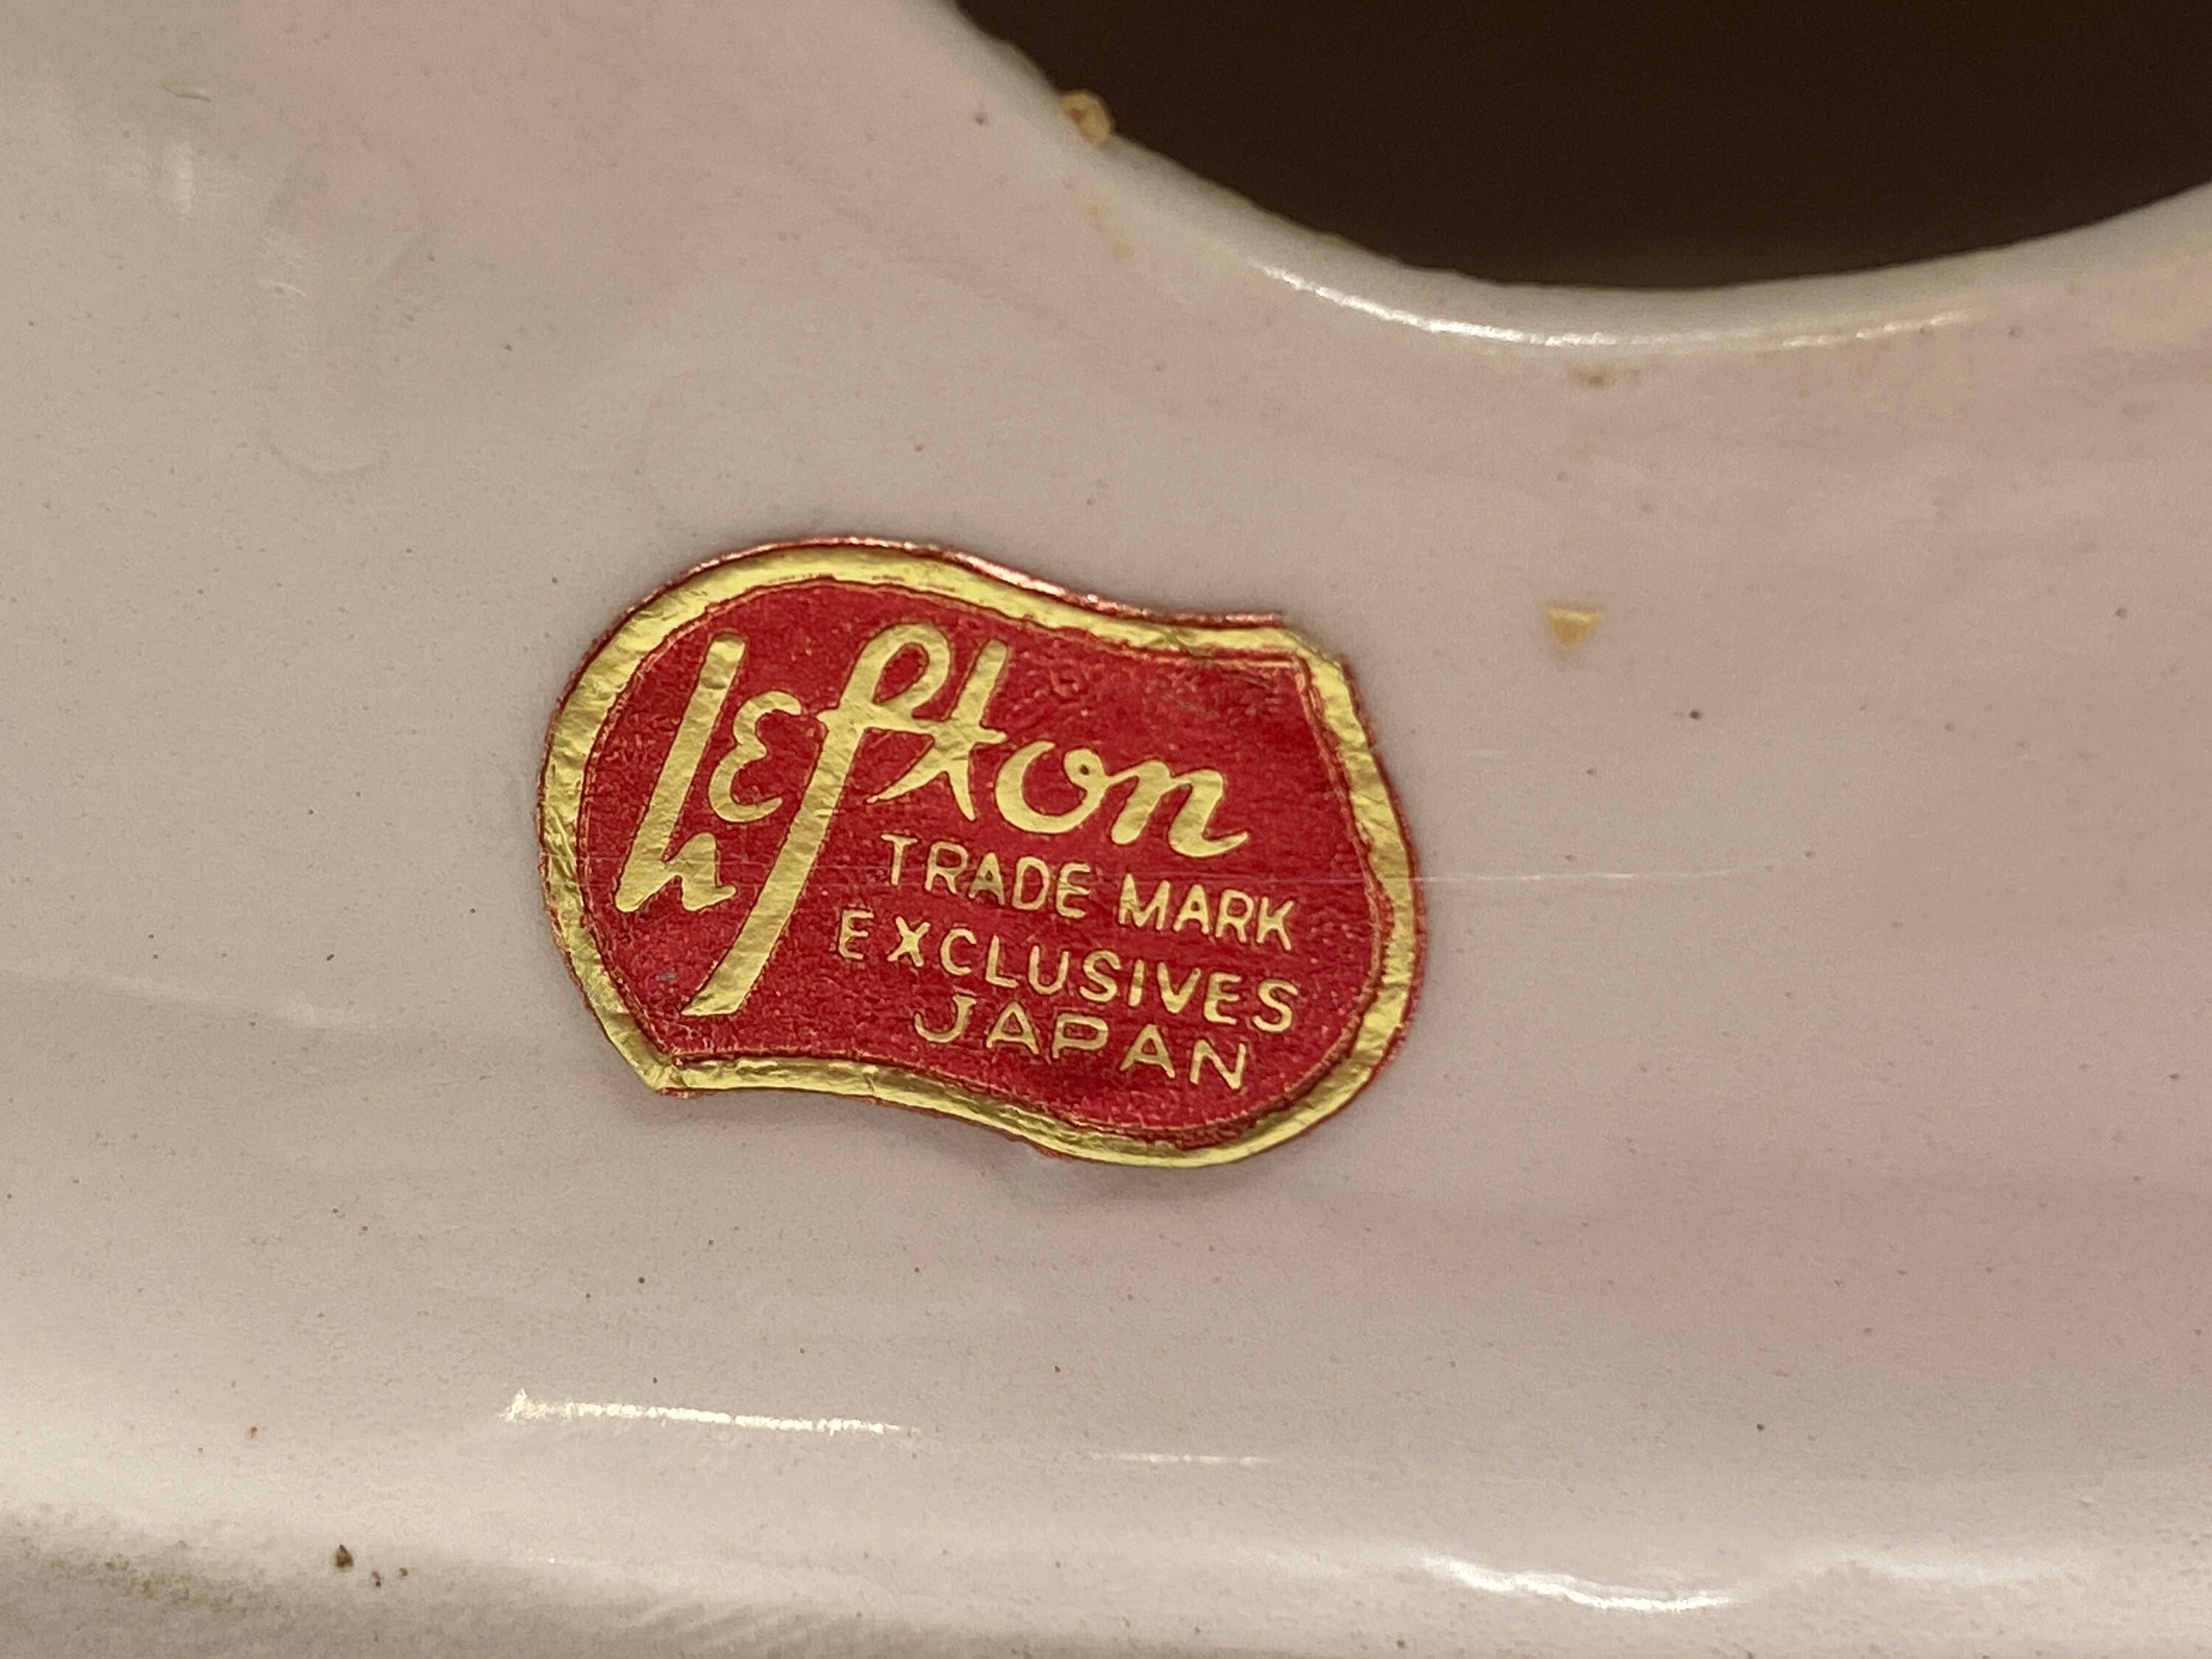 Lefton
TRADE MARK
EXCLUSIVES
JAPAN